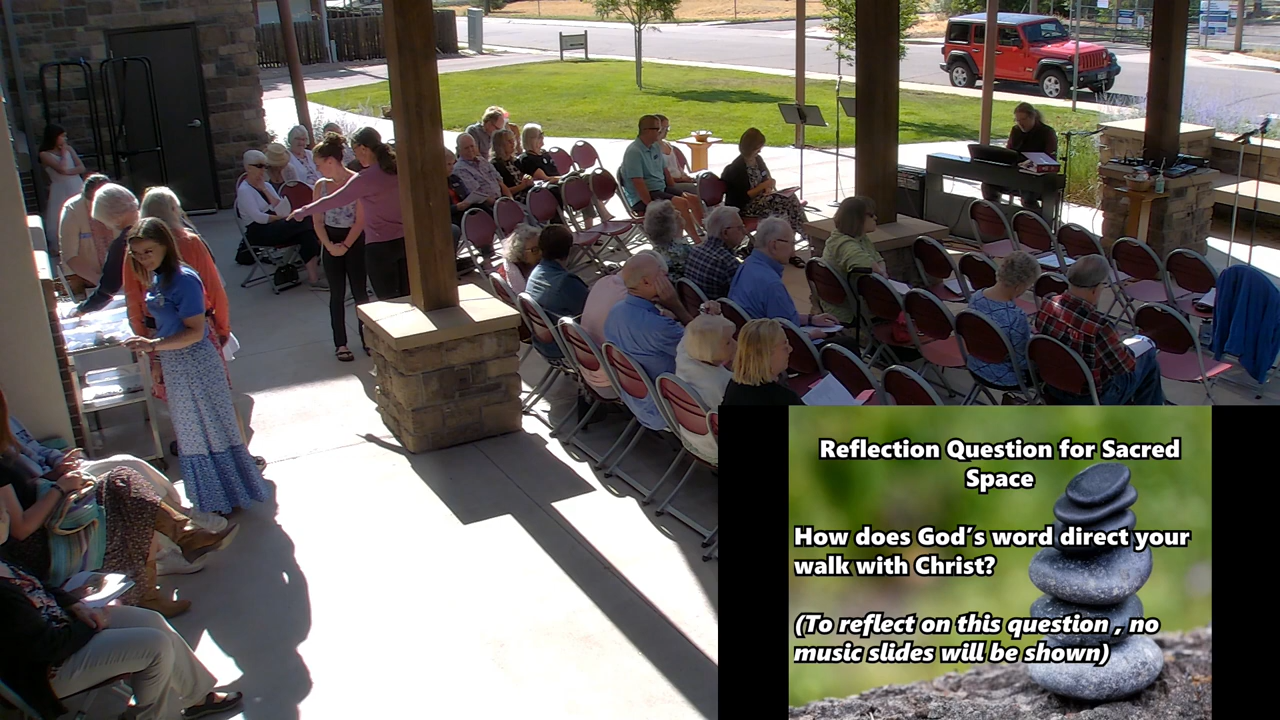 Reflection Question for Sacred
Space
How does God's word direct your
walk with Christ?
(To reflect on this question , no
music slides will be shown)